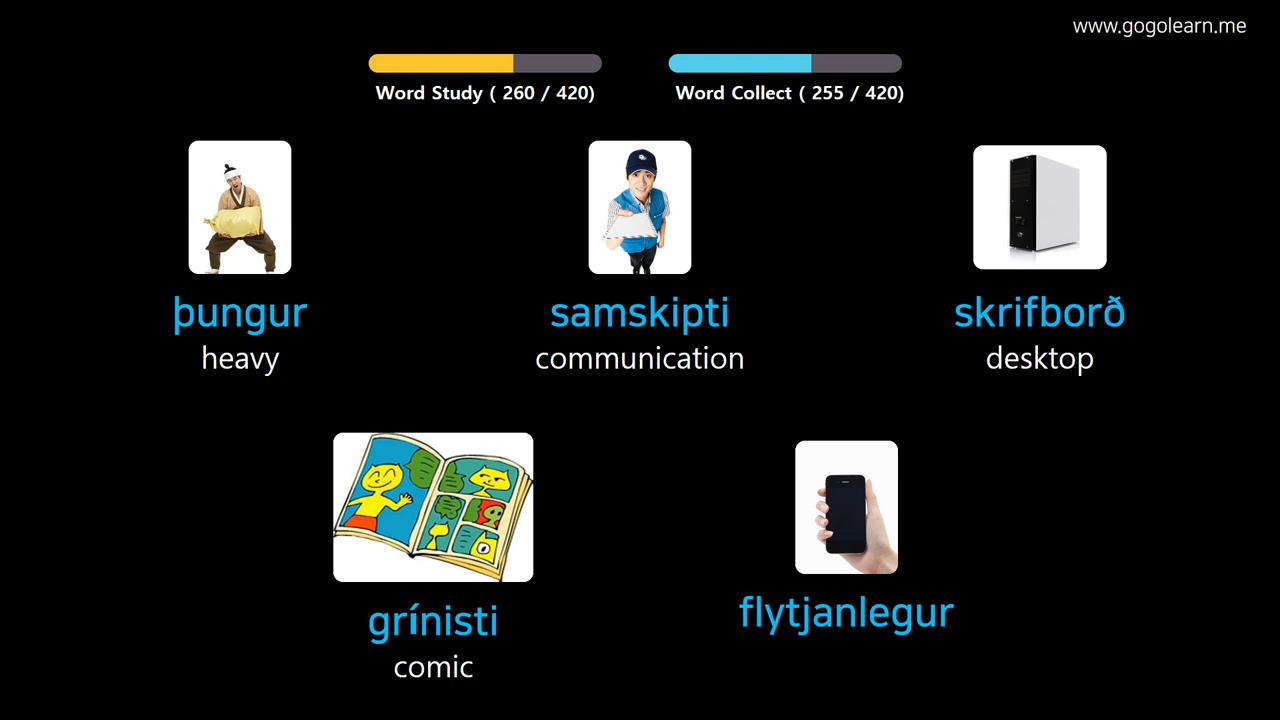 www.gogolearn.me
Word Study ( 260 / 420)
Word Collect ( 255 / 420)
þungur
heavy
samskipti
communication
skrifborð
desktop
grínisti
comic
flytjanlegur